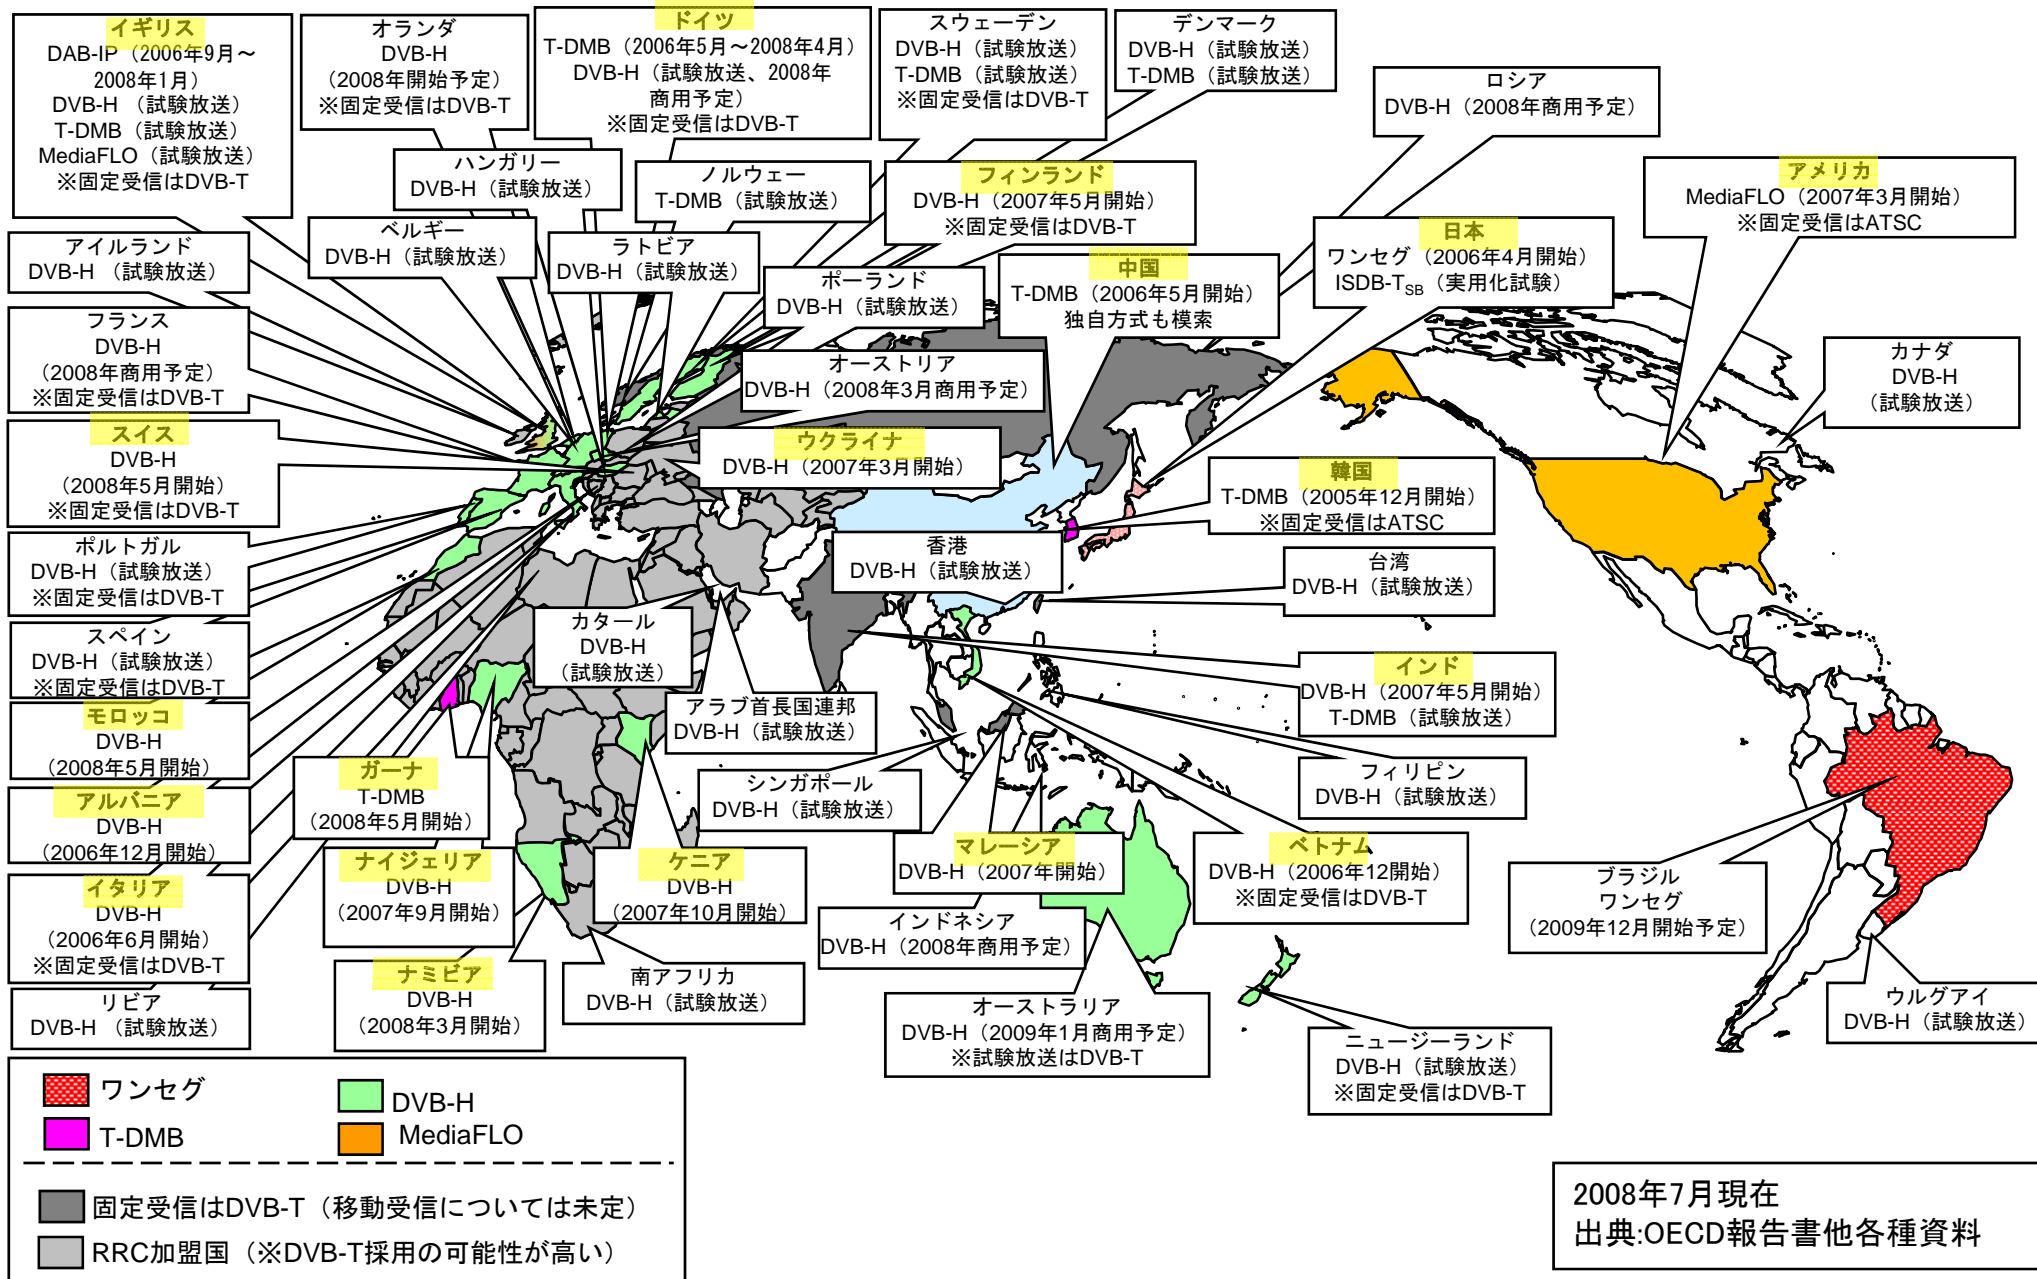 イギリス
DAB-IP（2006年9月～
2008年1月）
DVB-H （試験放送）
T-DMB（試験放送）
MediaFLO（試験放送）
※固定受信はDVB-T
オランダ
DVB-H
（2008年開始予定）
※固定受信はDVB-T
ドイツ
T-DMB（2006年5月～2008年4月）
DVB-H（試験放送、2008年
商用予定）
※固定受信はDVB-T
スウェーデン
DVB-H（試験放送）
T-DMB（試験放送）
※固定受信はDVB-T
デンマーク
DVB-H（試験放送）
T-DMB（試験放送）
ロシア
DVB-H（2008年商用予定）
ハンガリー
DVB-H（試験放送）
ノルウェー
T-DMB（試験放送）
フィンランド
DVB-H（2007年5月開始）
※固定受信はDVB-T
アメリカ
MediaFLO（2007年3月開始）
※固定受信はATSC
アイルランド
DVB-H （試験放送）
ベルギー
DVB-H（試験放送）
ラトビア
DVB-H（試験放送）
ポーランド
DVB-H（試験放送）
中国
T-DMB（2006年5月開始）
独自方式も模索
日本
ワンセグ（2006年4月開始）
ISDB-TSB（実用化試験）
フランス
DVB-H
（2008年商用予定）
※固定受信はDVB-T
オーストリア
DVB-H（2008年3月商用予定）
カナダ
DVB-H
（試験放送）
スイス
DVB-H
（2008年5月開始）
※固定受信はDVB-T
ウクライナ
DVB-H（2007年3月開始）
韓国
T-DMB（2005年12月開始）
※固定受信はATSC
ポルトガル
DVB-H（試験放送）
※固定受信はDVB-T
香港
DVB-H（試験放送）
台湾
DVB-H（試験放送）
スペイン
DVB-H（試験放送）
※固定受信はDVB-T
カタール
DVB-H
（試験放送）
インド
DVB-H（2007年5月開始）
T-DMB（試験放送）
モロッコ
DVB-H
（2008年5月開始）
アラブ首長国連邦
DVB-H（試験放送）
ガーナ
T-DMB
（2008年5月開始）
シンガポール
DVB-H（試験放送）
フィリピン
DVB-H（試験放送）
アルバニア
DVB-H
（2006年12月開始）
ナイジェリア
DVB-H
（2007年9月開始）
ケニア
DVB-H
（2007年10月開始）
マレーシア
DVB-H（2007年開始）
ベトナム
DVB-H（2006年12開始）
※固定受信はDVB-T
ブラジル
ワンセグ
（2009年12月開始予定）
イタリア
DVB-H
（2006年6月開始）
※固定受信はDVB-T
インドネシア
DVB-H（2008年商用予定）
ナミビア
DVB-H
（2008年3月開始）
南アフリカ
DVB-H（試験放送）
リビア
DVB-H （試験放送）
オーストラリア
DVB-H（2009年1月商用予定）
※試験放送はDVB-T
ニュージーランド
DVB-H（試験放送）
※固定受信はDVB-T
ウルグアイ
DVB-H（試験放送）
ワンセグ
DVB-H
T-DMB
MediaFLO
固定受信はDVB-T（移動受信については未定）
RRC加盟国（※DVB-T採用の可能性が高い）
2008年7月現在
出典:OECD報告書他各種資料